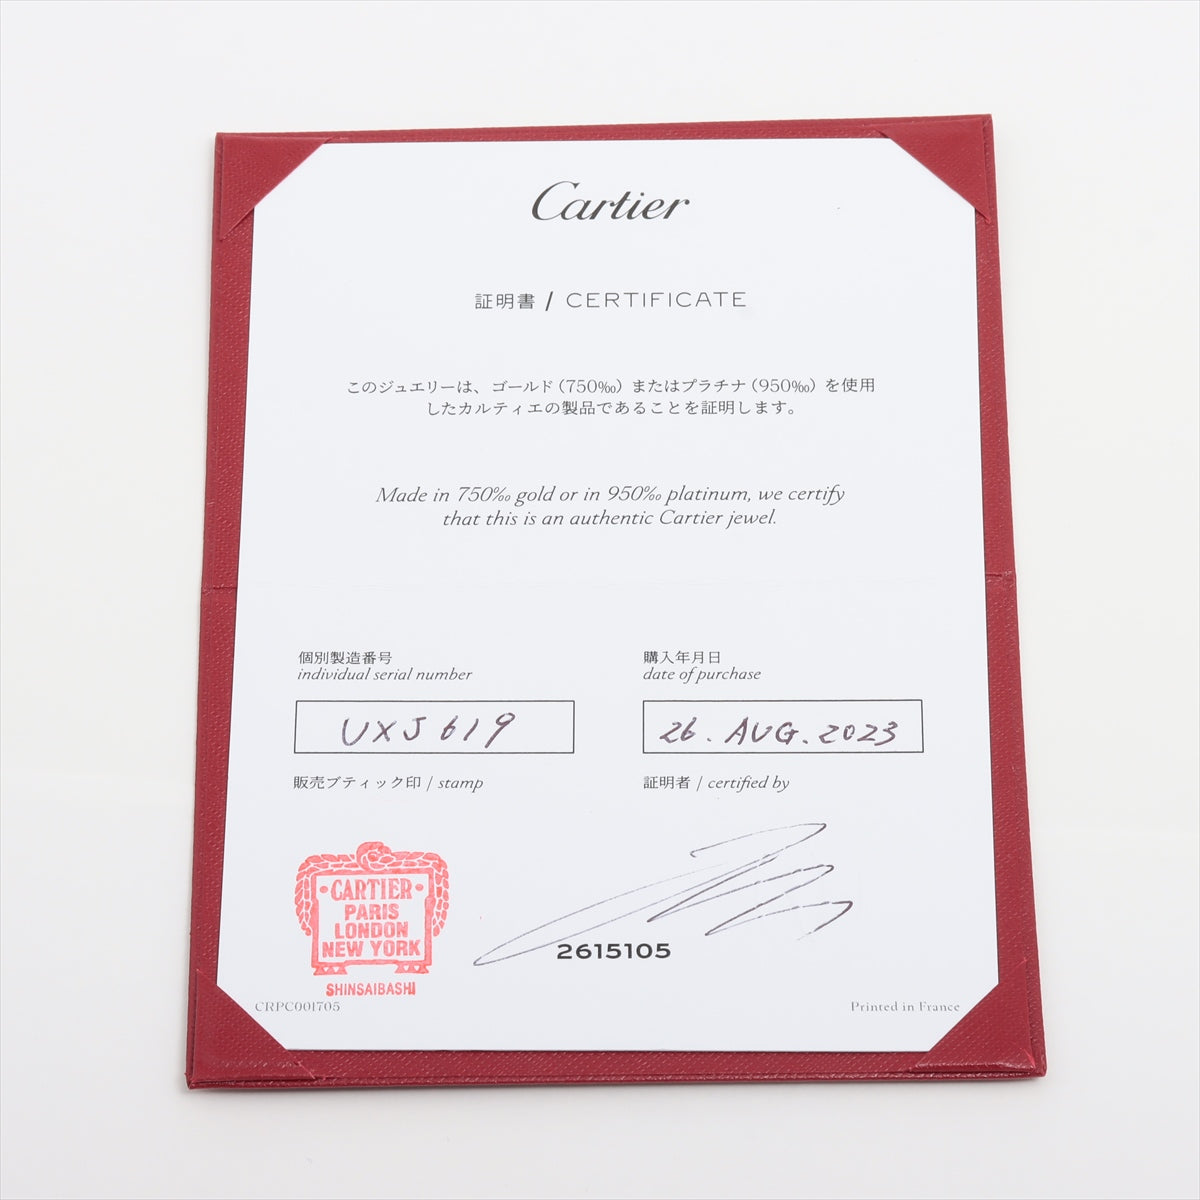 Cartier
証明書 / CERTIFICATE
このジュエリーは、ゴールド（750‰）またはプラチナ（950‰）を使用
したカルティエの製品であることを証明します。
Made in 750‰ gold or in 950‰ platinum, we certify
that this is an authentic Cartier jewel.
個別製造番号
individual serial number
UXJ619
購入年月日
date of purchase
26. AUG. 2023
販売ブティック印 / stamp
CARTIER
PARIS
LONDON
NEW YORK
SHINSAIBASHI
証明者 / certified by
2615105
CRPC001705
Printed in France